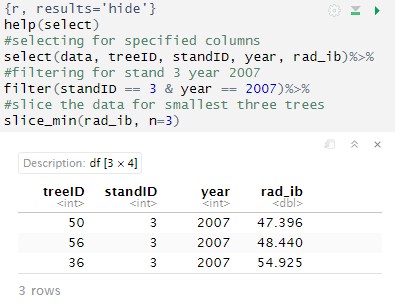 {r, results='hide'}
help(select)
#selecting for specified columns
select(data, treeID, standID, year, rad_ib)%>%
#filtering for stand 3 year 2007
filter(standID == 3 & year == 2007)%>%
#slice the data for smallest three trees
slice_min(rad_ib, n=3)
Description: df [3 × 4]
treeID standID year rad_ib
<int> <int> <int> <dbl>
50 3 2007 47.396
56 3 2007 48.440
36 3 2007 54.925
3 rows